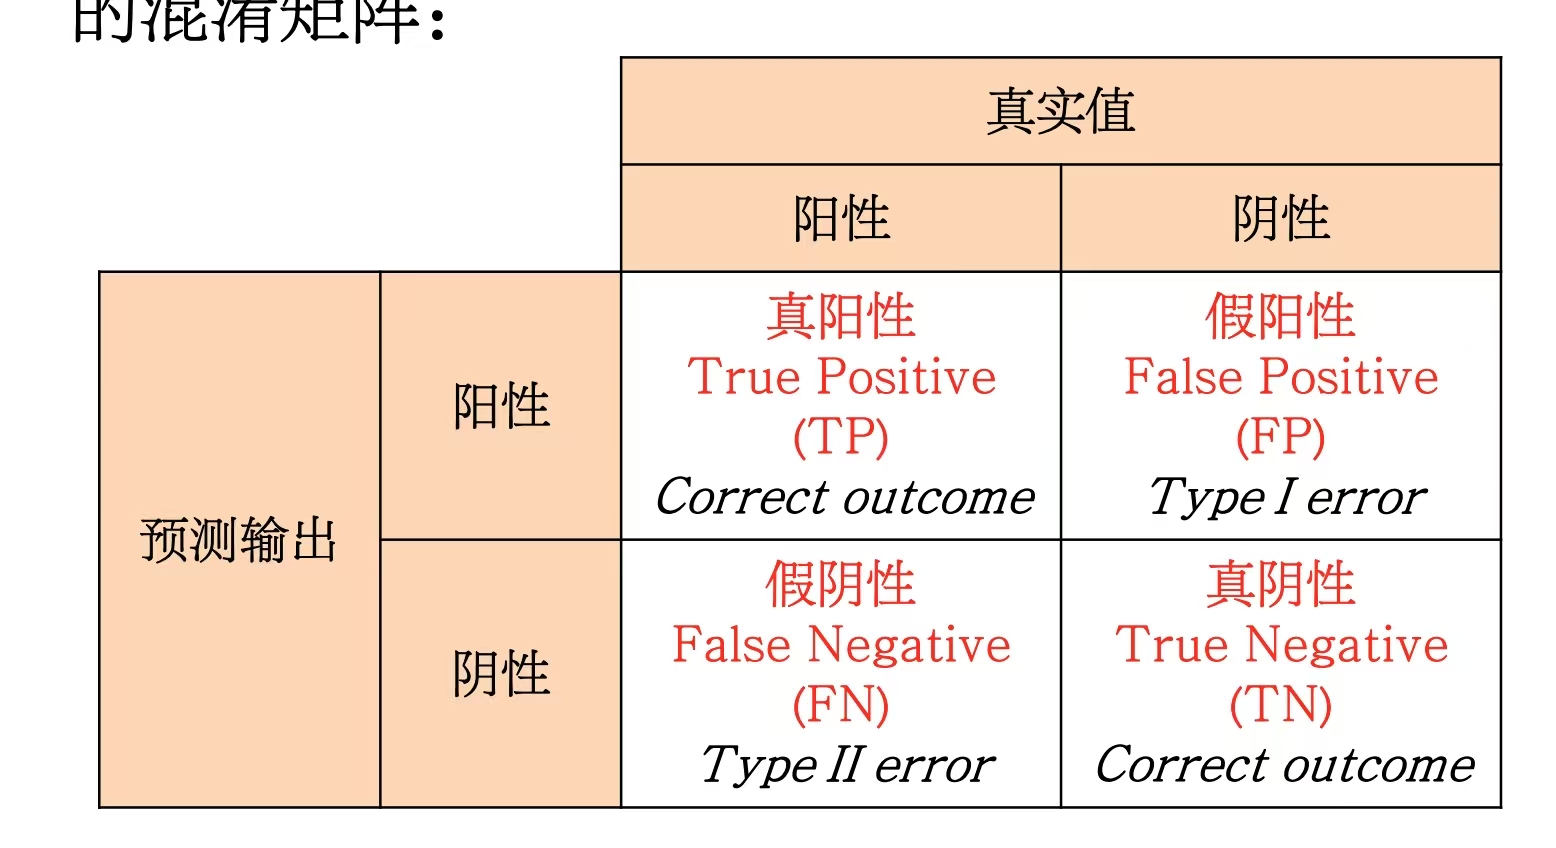 的混淆矩阵：
真实值
阳性 阴性
预测输出
阳性
真阳性
True Positive
(TP)
Correct outcome
假阳性
False Positive
(FP)
Type I error
阴性
假阴性
False Negative
(FN)
Type II error
真阴性
True Negative
(TN)
Correct outcome